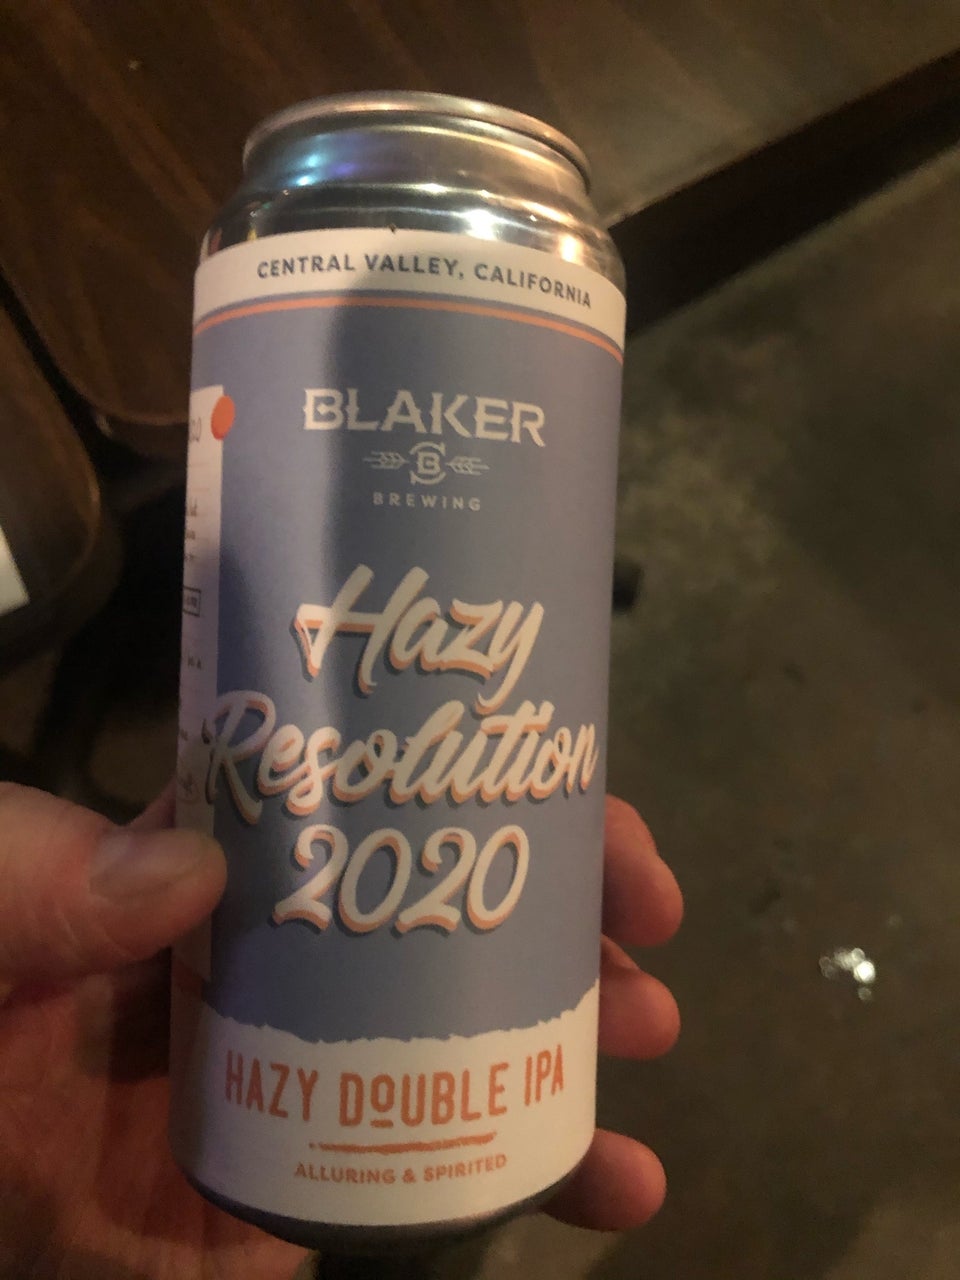 CENTRAL VALLEY, CALIFORNIA
BLAKER
B
BREWING
Hazy
Resolution
2020
HAZY DOUBLE IPA
ALLURING & SPIRITED